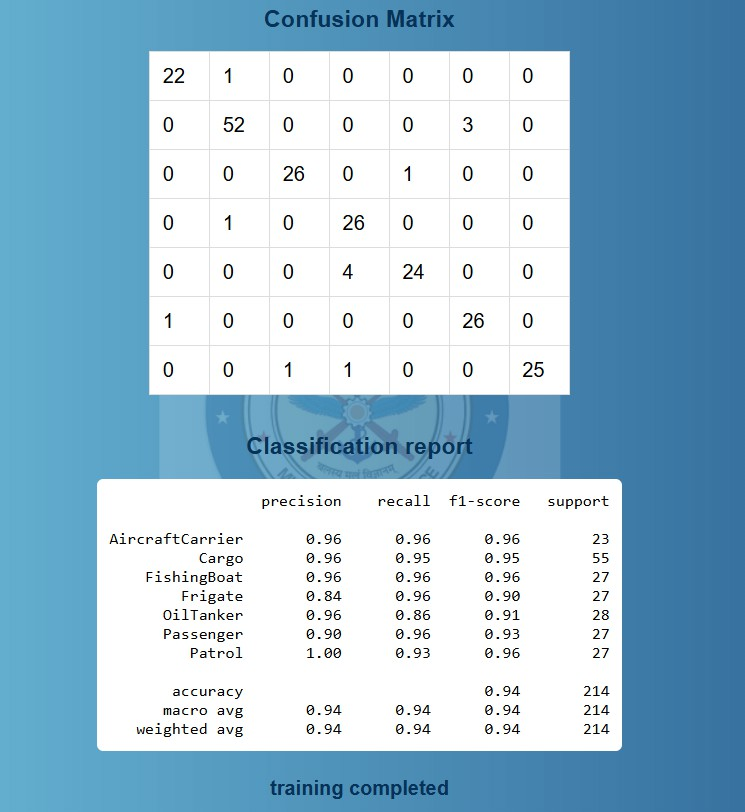 Confusion Matrix
22 1 0 0 0 0 0
0 52 0 0 0 3 0
0 0 26 0 1 0 0
0 1 0 26 0 0 0
0 0 0 4 24 0 0
1 0 0 0 0 26 0
0 0 1 1 0 0 25
Classification report
precision recall f1-score support
AircraftCarrier 0.96 0.96 0.96 23
Cargo 0.96 0.95 0.95 55
FishingBoat 0.96 0.96 0.96 27
Frigate 0.84 0.96 0.90 27
OilTanker 0.96 0.86 0.91 28
Passenger 0.90 0.96 0.93 27
Patrol 1.00 0.93 0.96 27
accuracy 0.94 214
macro avg 0.94 0.94 0.94 214
weighted avg 0.94 0.94 0.94 214
training completed